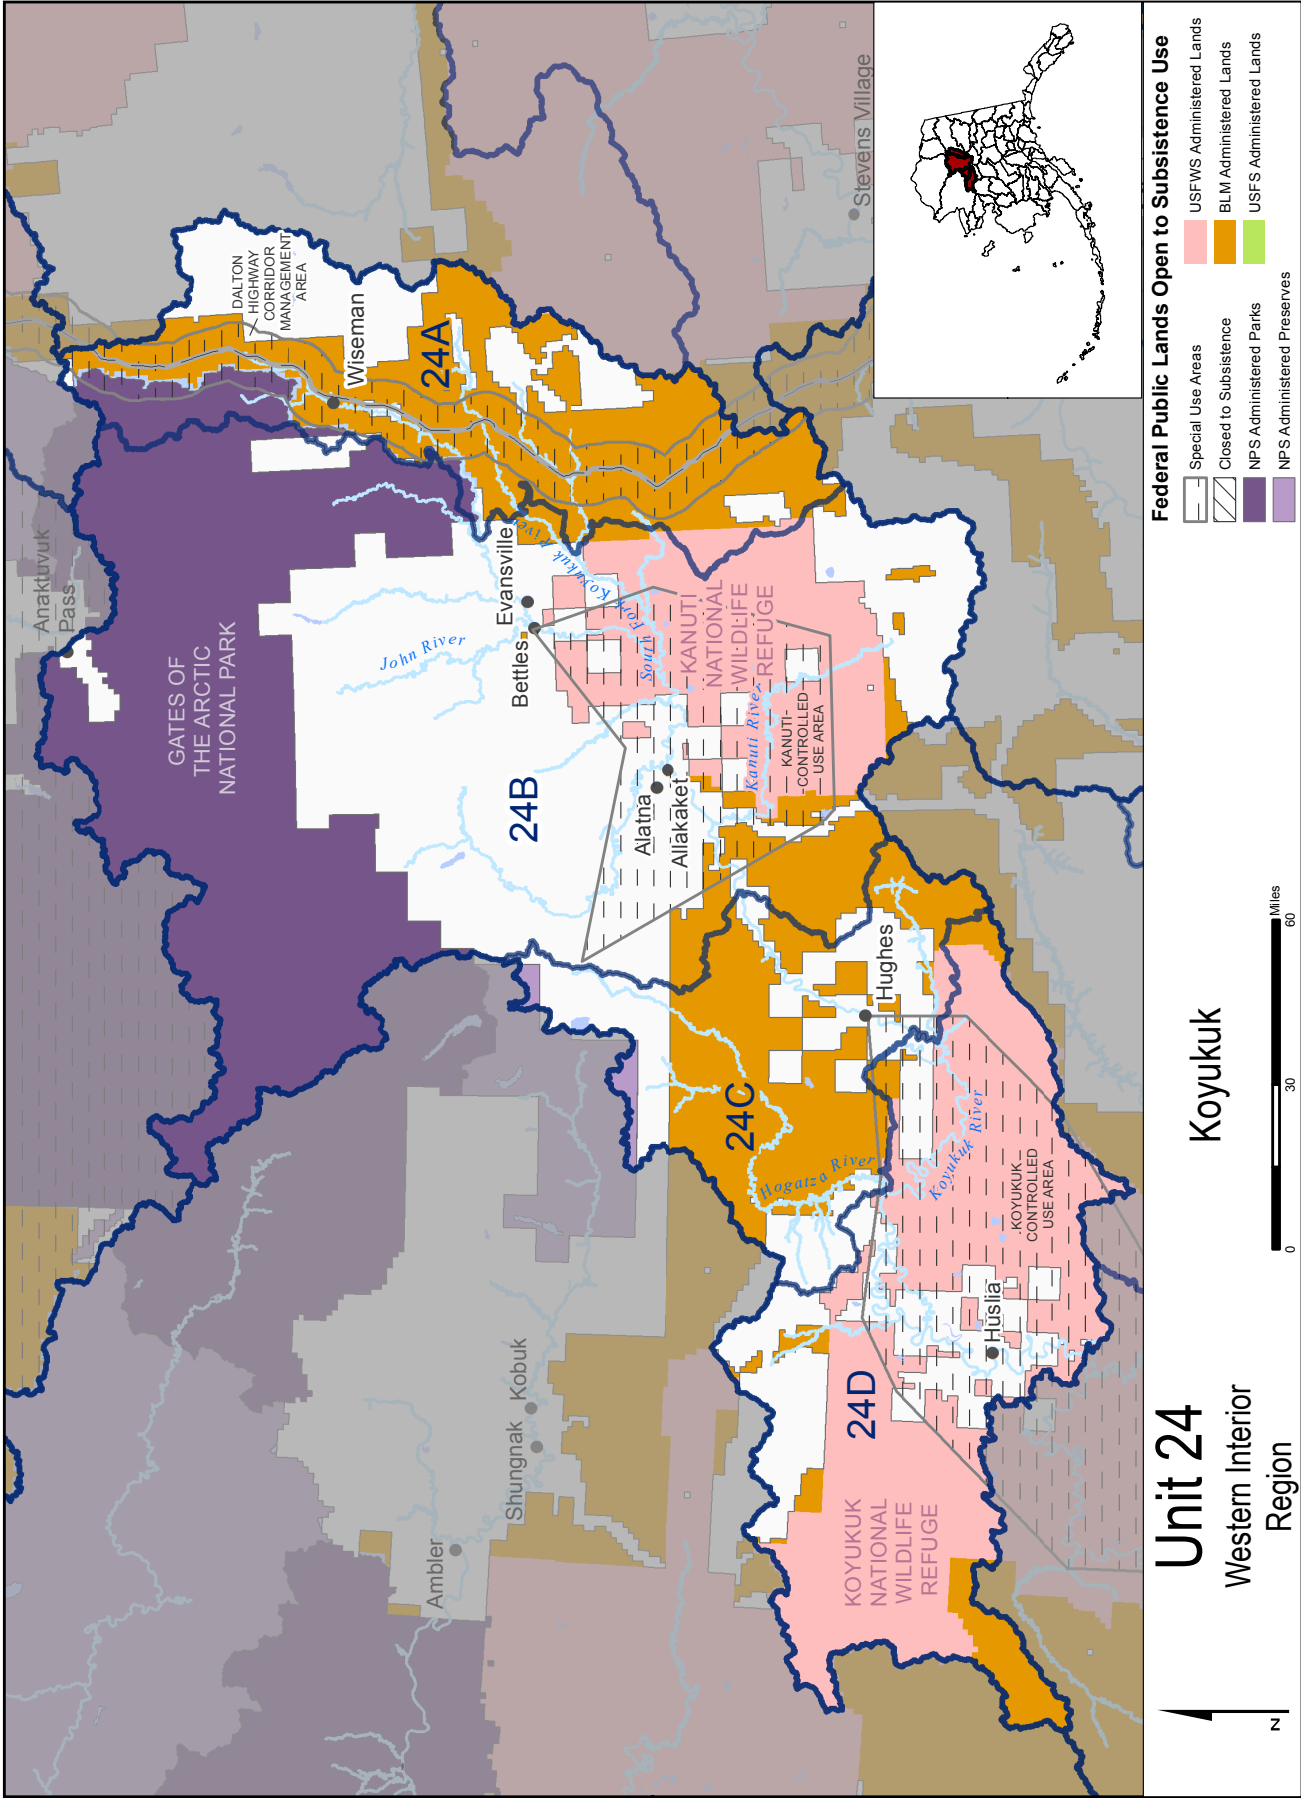 Anaktuvuk
Pass
GATES OF
THE ARCTIC
NATIONAL PARK
DALTON
HIGHWAY
CORRIDOR
MANAGEMENT
AREA
Wiseman
24A
John River
Evansville
Bettles
South Fork Koyukuk River
24B
KANUTI
NATIONAL
WILDLIFE
REFUGE
Kanuti River
KANUTI
CONTROLLED
USE AREA
Alatna
Allakaket
Stevens Village
Hughes
24C
Hogatza River
Koyukuk River
KOYUKUK
CONTROLLED
USE AREA
Huslia
24D
KOYUKUK
NATIONAL
WILDLIFE
REFUGE
Ambler
Shungnak
Kobuk
Unit 24
Western Interior
Region
Koyukuk
0 30 60
Miles
N
Federal Public Lands Open to Subsistence Use
Special Use Areas
Closed to Subsistence
NPS Administered Parks
NPS Administered Preserves
USFWS Administered Lands
BLM Administered Lands
USFS Administered Lands